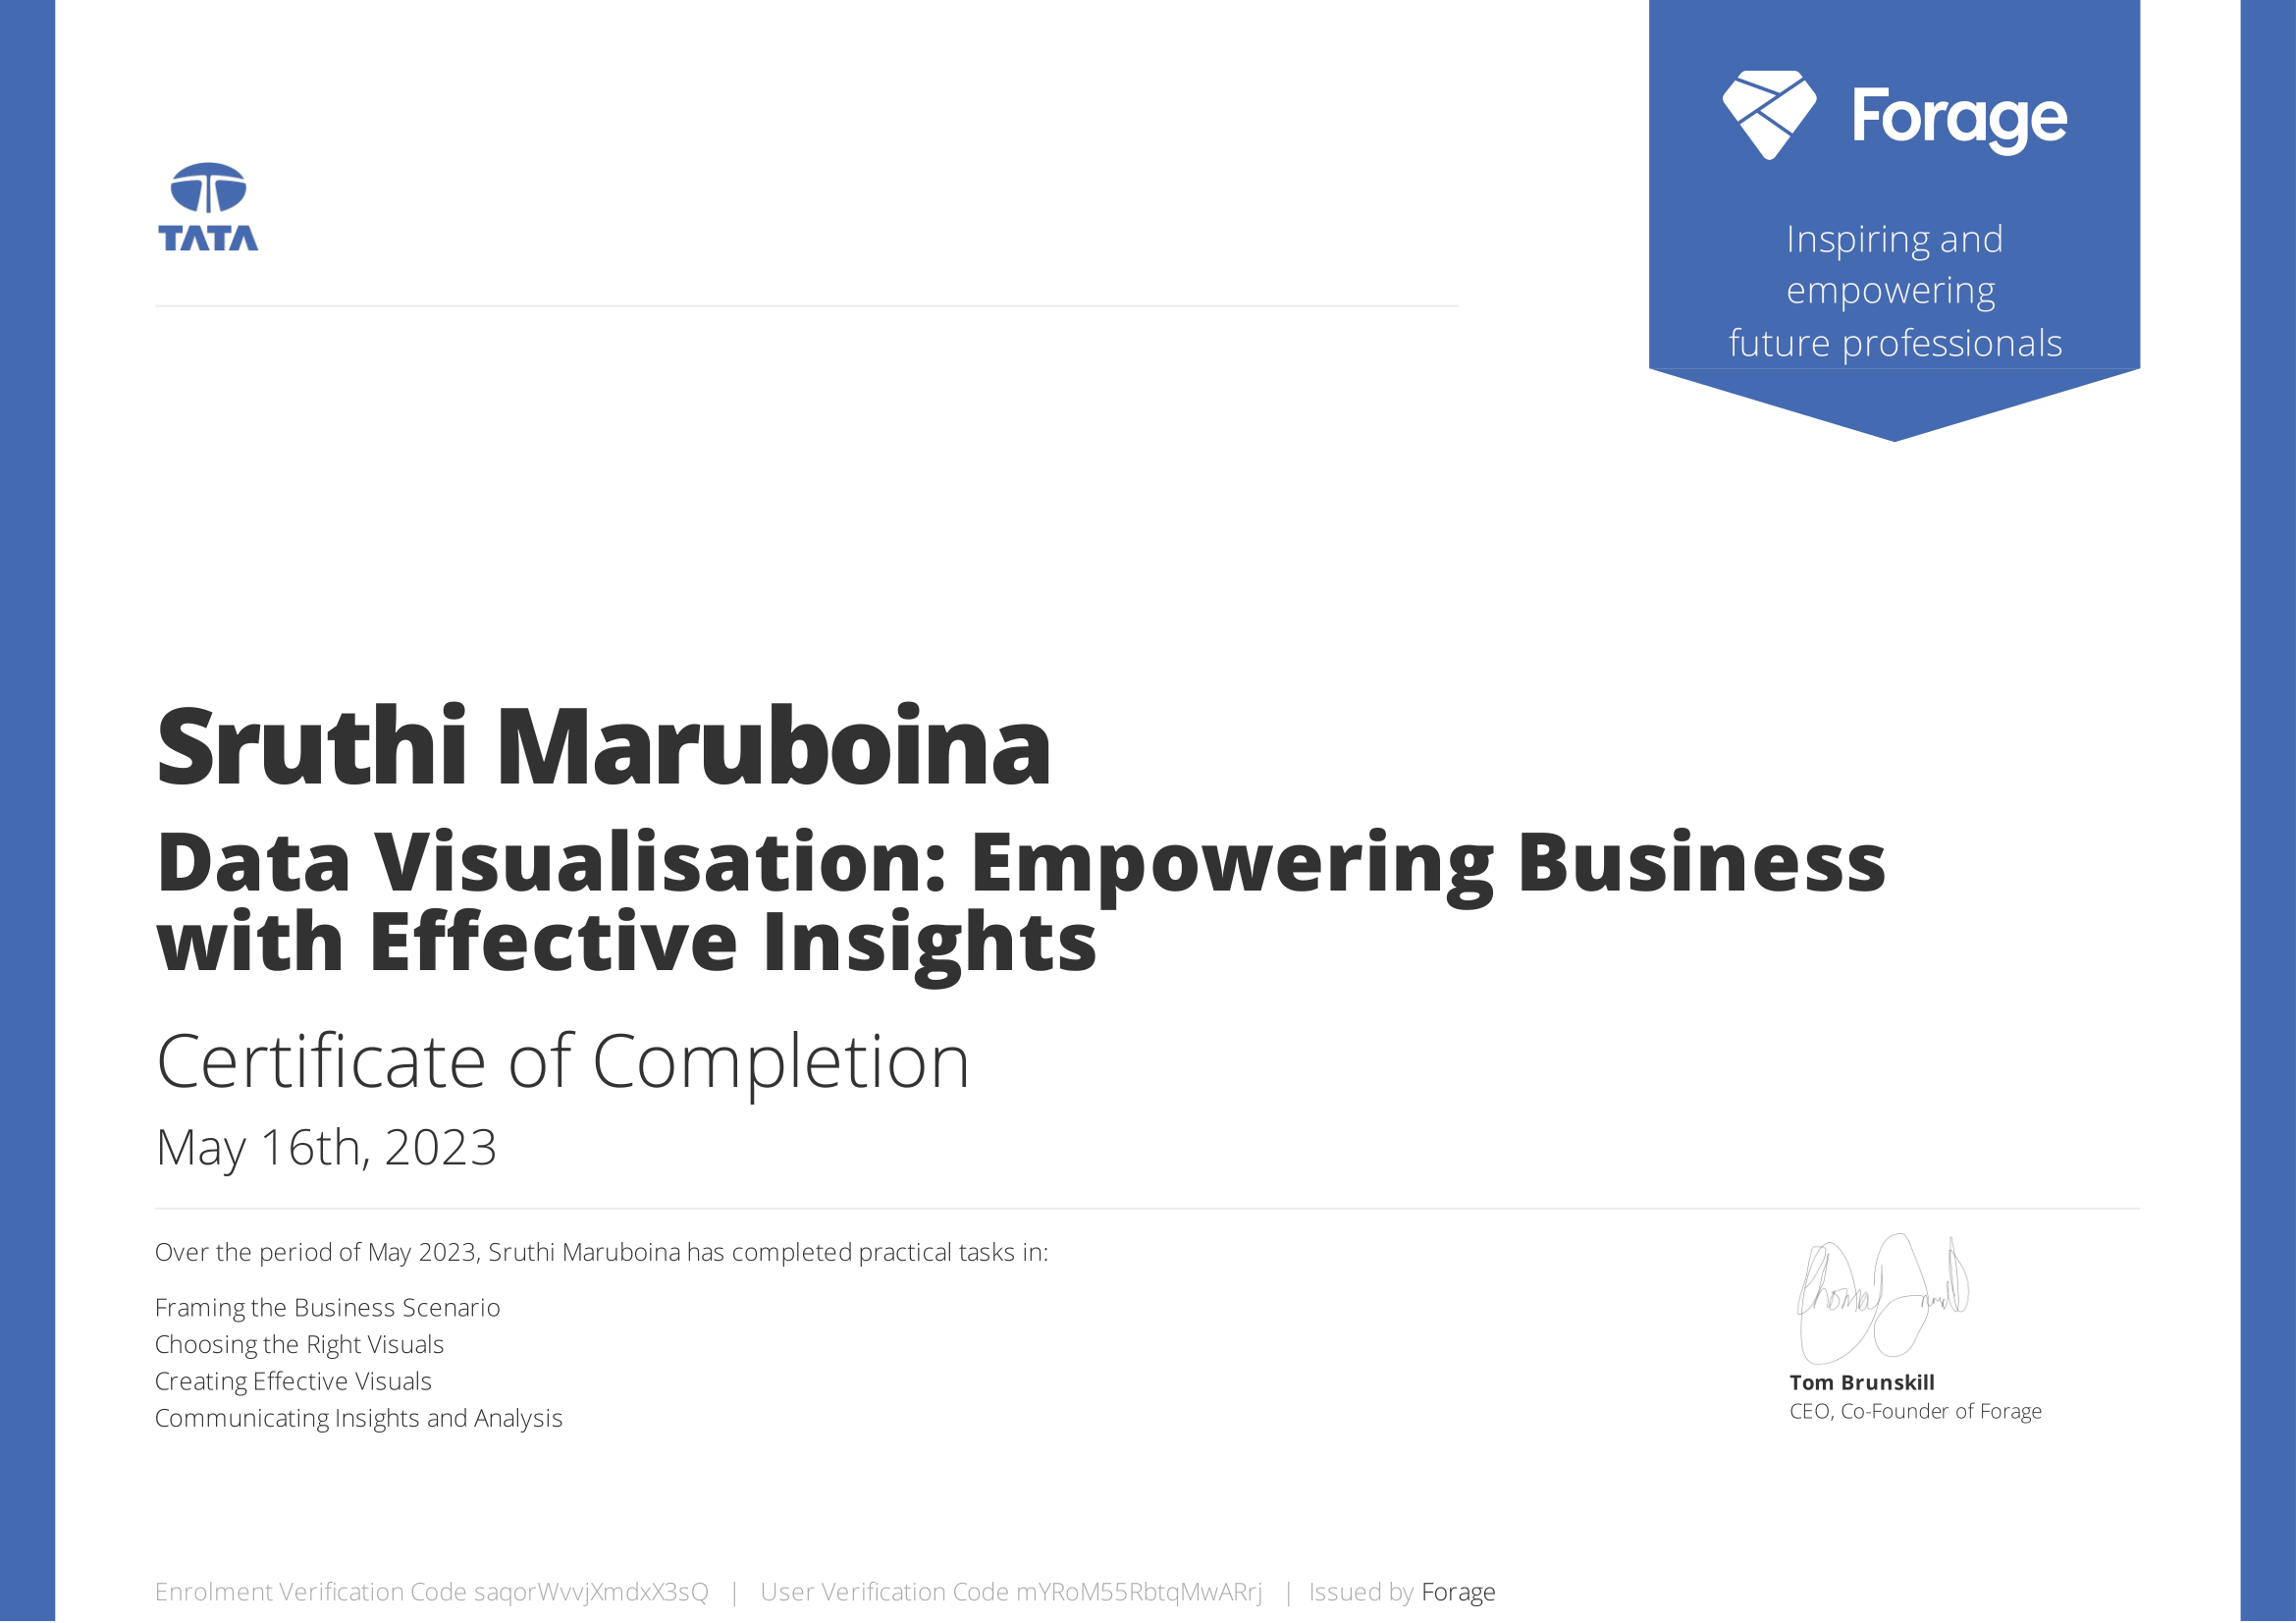 TATA
Forage
Inspiring and
empowering
future professionals
Sruthi Maruboina
Data Visualisation: Empowering Business
with Effective Insights
Certificate of Completion
May 16th, 2023
Over the period of May 2023, Sruthi Maruboina has completed practical tasks in:
Framing the Business Scenario
Choosing the Right Visuals
Creating Effective Visuals
Communicating Insights and Analysis
Tom Brunskill
CEO, Co-Founder of Forage
Enrolment Verification Code saqorWvvjXmdxX3sQ | User Verification Code mYRoM55RbtqMwARrj | Issued by Forage